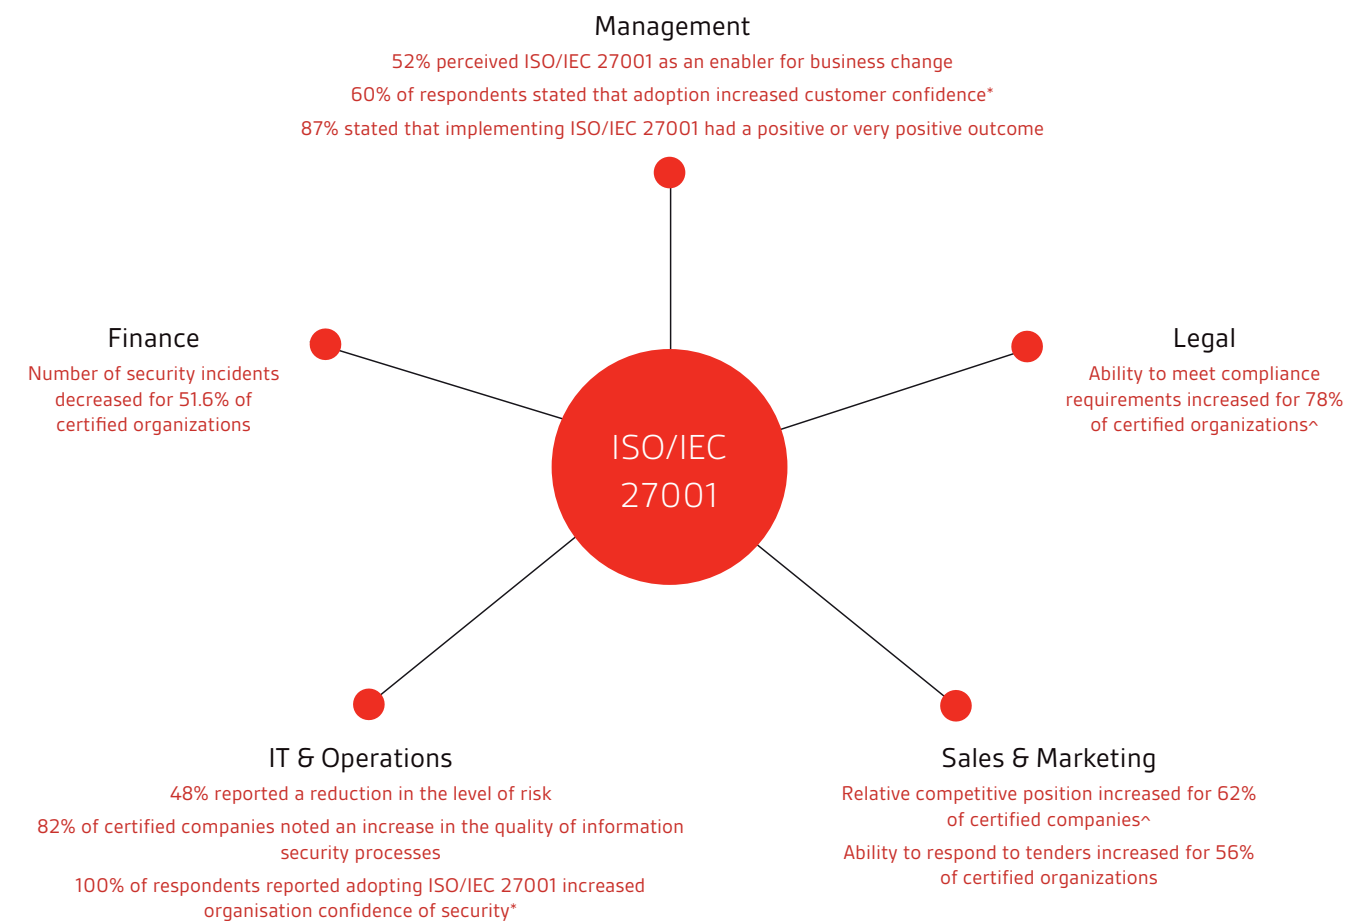 Management
52% perceived ISO/IEC 27001 as an enabler for business change
60% of respondents stated that adoption increased customer confidence*
87% stated that implementing ISO/IEC 27001 had a positive or very positive outcome
Finance
Number of security incidents
decreased for 51.6% of
certified organizations
Legal
Ability to meet compliance
requirements increased for 78%
of certified organizations^
ISO/IEC
27001
IT & Operations
48% reported a reduction in the level of risk
82% of certified companies noted an increase in the quality of information
security processes
100% of respondents reported adopting ISO/IEC 27001 increased
organisation confidence of security*
Sales & Marketing
Relative competitive position increased for 62%
of certified companies^
Ability to respond to tenders increased for 56%
of certified organizations